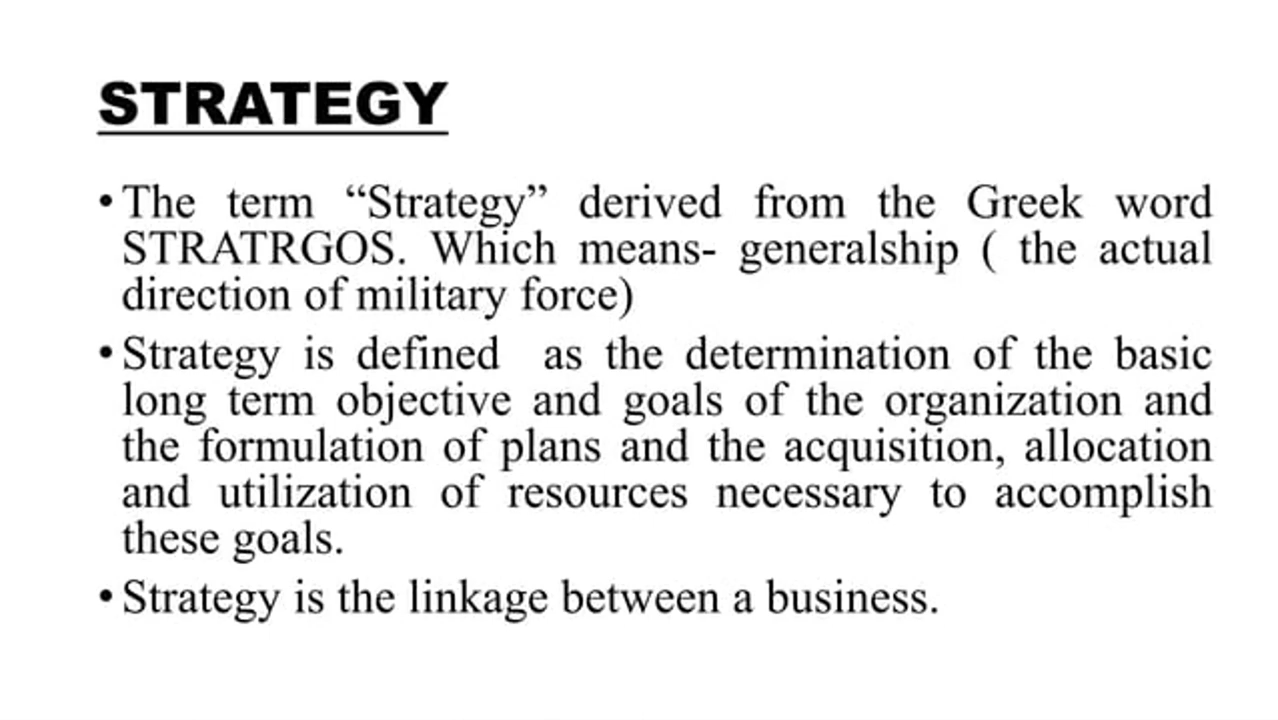 STRATEGY
• The term “Strategy” derived from the Greek word
STRATRGOS. Which means- generalship ( the actual
direction of military force)
• Strategy is defined as the determination of the basic
long term objective and goals of the organization and
the formulation of plans and the acquisition, allocation
and utilization of resources necessary to accomplish
these goals.
• Strategy is the linkage between a business.